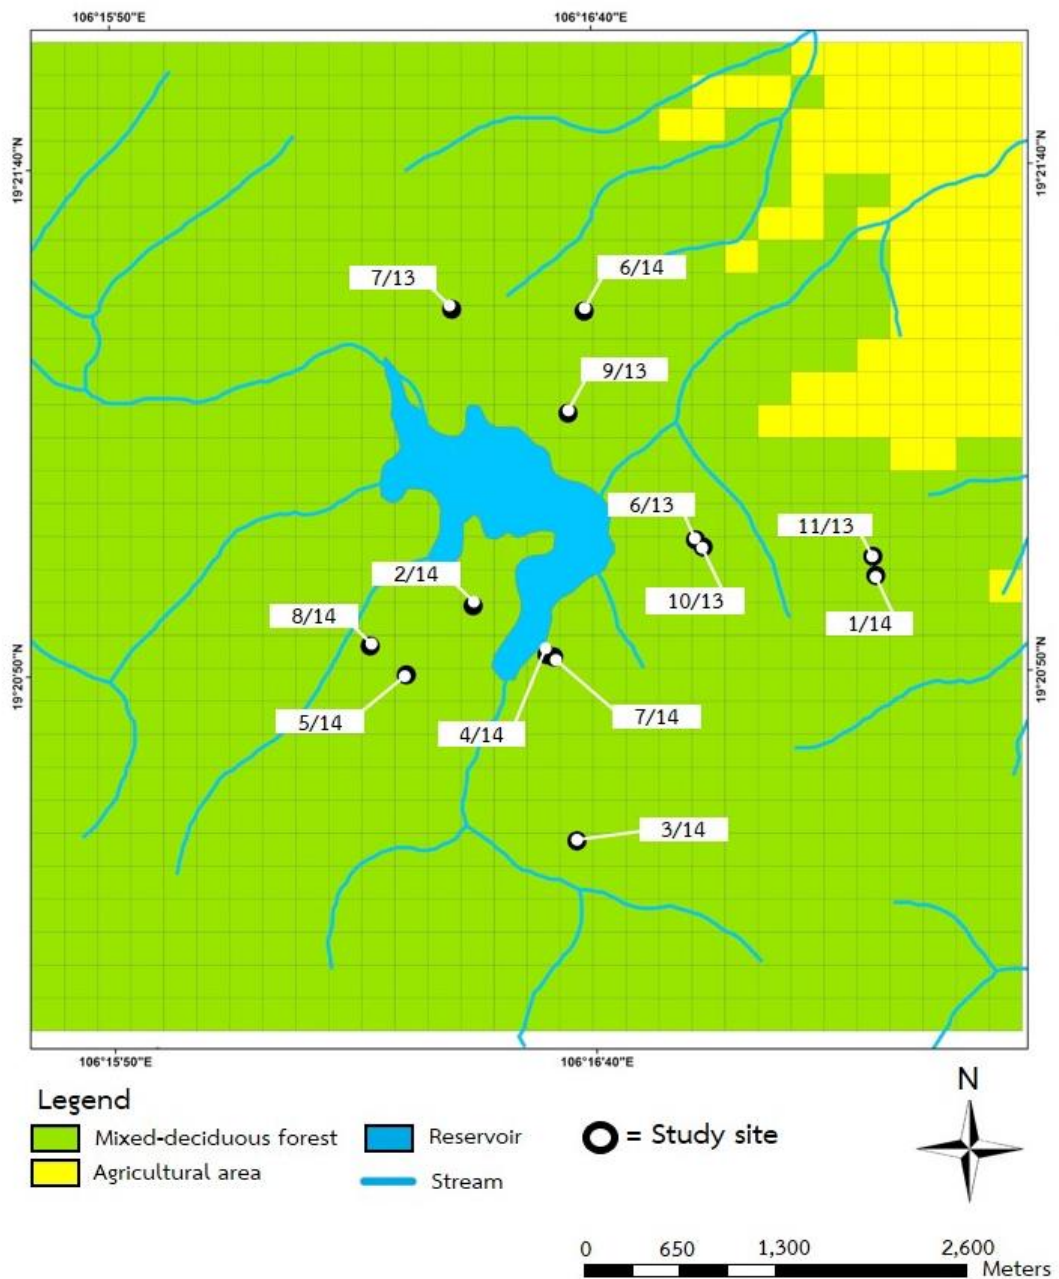 106°15'50"E 106°16'40"E
19°21'40"N 19°21'40"N
7/13 6/14
9/13
6/13
11/13
2/14
10/13
8/14
1/14
19°20'50"N 19°20'50"N
5/14 7/14
4/14
3/14
106°15'50"E 106°16'40"E
Legend
N
Mixed-deciduous forest Reservoir = Study site
Agricultural area Stream
0 650 1,300 2,600
Meters